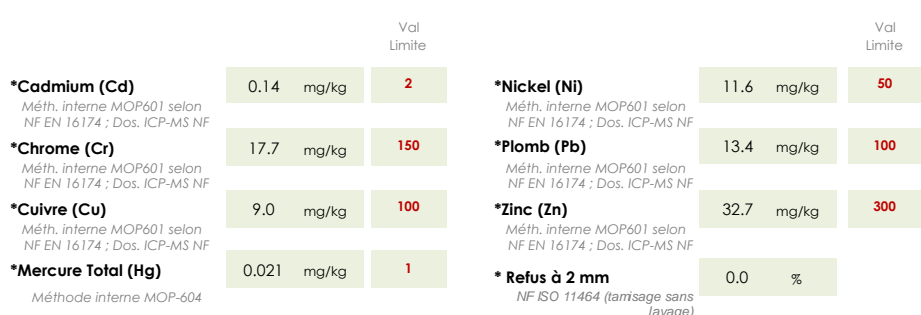 Val
Limite
*Cadmium (Cd) 0.14 mg/kg 2
Méth. interne MOP601 selon
NF EN 16174 ; Dos. ICP-MS NF
*Chrome (Cr) 17.7 mg/kg 150
Méth. interne MOP601 selon
NF EN 16174 ; Dos. ICP-MS NF
*Cuivre (Cu) 9.0 mg/kg 100
Méth. interne MOP601 selon
NF EN 16174 ; Dos. ICP-MS NF
*Mercure Total (Hg) 0.021 mg/kg 1
Méthode interne MOP-604
Val
Limite
*Nickel (Ni) 11.6 mg/kg 50
Méth. interne MOP601 selon
NF EN 16174 ; Dos. ICP-MS NF
*Plomb (Pb) 13.4 mg/kg 100
Méth. interne MOP601 selon
NF EN 16174 ; Dos. ICP-MS NF
*Zinc (Zn) 32.7 mg/kg 300
Méth. interne MOP601 selon
NF EN 16174 ; Dos. ICP-MS NF
* Refus à 2 mm 0.0 %
NF ISO 11464 (tamisage sans
lavage)